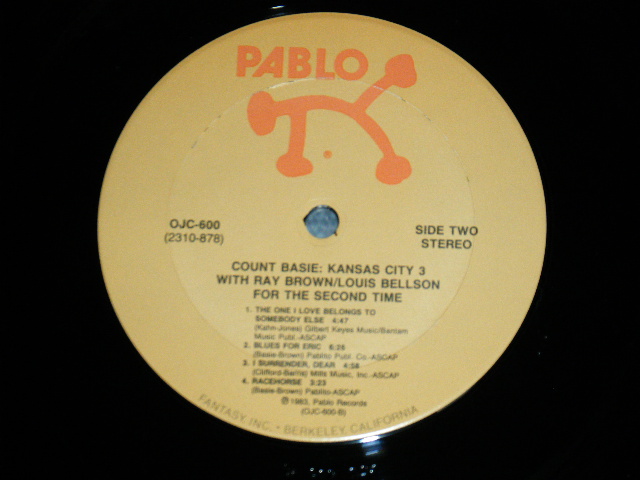 PABLO
OJC-600
(2310-878)
SIDE TWO
STEREO
COUNT BASIE: KANSAS CITY 3
WITH RAY BROWN/LOUIS BELLSON
FOR THE SECOND TIME
1. THE ONE I LOVE BELONGS TO
SOMEBODY ELSE 4:47
(Kahn-Jones) Gilbert Keyes Music/Bantam
Music Publ.-ASCAP
2. BLUES FOR ERIC 6:26
(Basie-Brown) Pablito Publ. Co.-ASCAP
3. I SURRENDER, DEAR 4:58
(Clifford-Barris) Mills Music, Inc.-ASCAP
4. RACEHORSE 3:23
(Basie-Brown) Pablito-ASCAP
℗1983, Pablo Records
(OJC-600-B)
FANTASY INC. • BERKELEY, CALIFORNIA